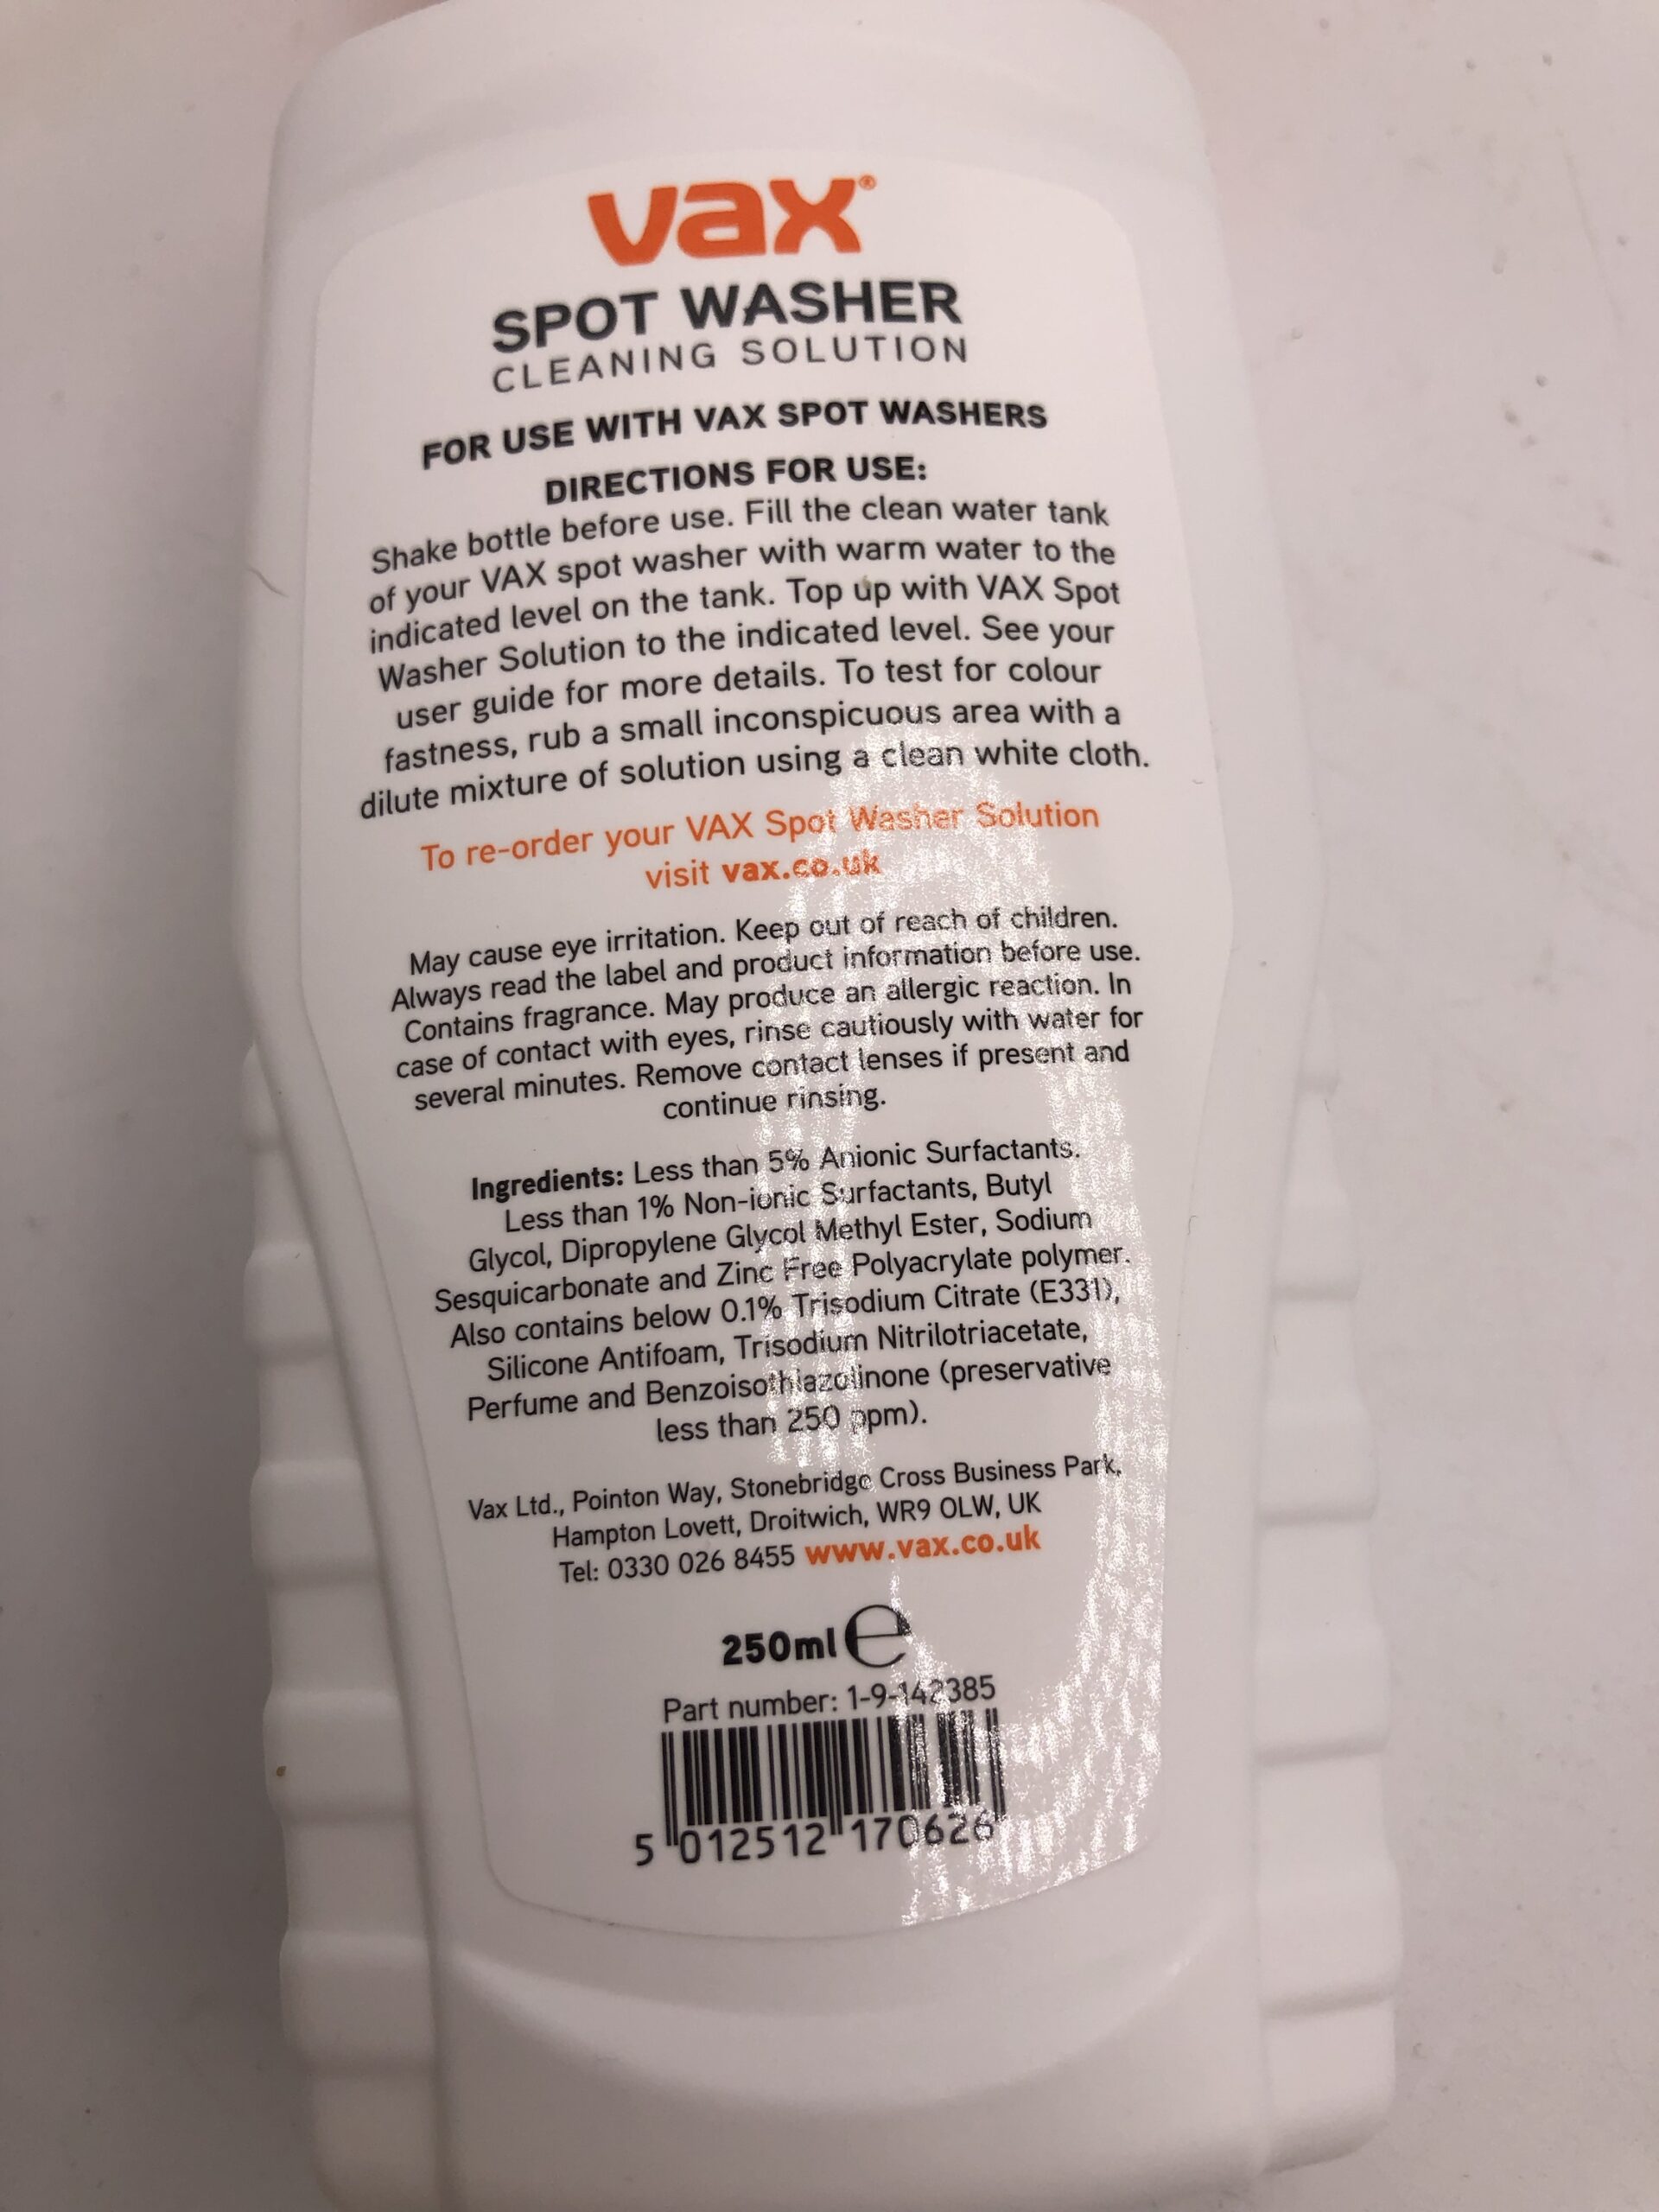 vax®
SPOT WASHER
CLEANING SOLUTION
FOR USE WITH VAX SPOT WASHERS
DIRECTIONS FOR USE:
Shake bottle before use. Fill the clean water tank
of your VAX spot washer with warm water to the
indicated level on the tank. Top up with VAX Spot
Washer Solution to the indicated level. See your
user guide for more details. To test for colour
fastness, rub a small inconspicuous area with a
dilute mixture of solution using a clean white cloth.
To re-order your VAX Spot Washer Solution
visit vax.co.uk
May cause eye irritation. Keep out of reach of children.
Always read the label and product information before use.
Contains fragrance. May produce an allergic reaction. In
case of contact with eyes, rinse cautiously with water for
several minutes. Remove contact lenses if present and
continue rinsing.
Ingredients: Less than 5% Anionic Surfactants.
Less than 1% Non-ionic Surfactants, Butyl
Glycol, Dipropylene Glycol Methyl Ester, Sodium
Sesquicarbonate and Zinc Free Polyacrylate polymer.
Also contains below 0.1% Trisodium Citrate (E331),
Silicone Antifoam, Trisodium Nitrilotriacetate,
Perfume and Benzoisothiazolinone (preservative
less than 250 ppm).
Vax Ltd., Pointon Way, Stonebridge Cross Business Park,
Hampton Lovett, Droitwich, WR9 OLW, UK
Tel: 0330 026 8455 www.vax.co.uk
250ml e
Part number: 1-9-142385
5 012512 170626